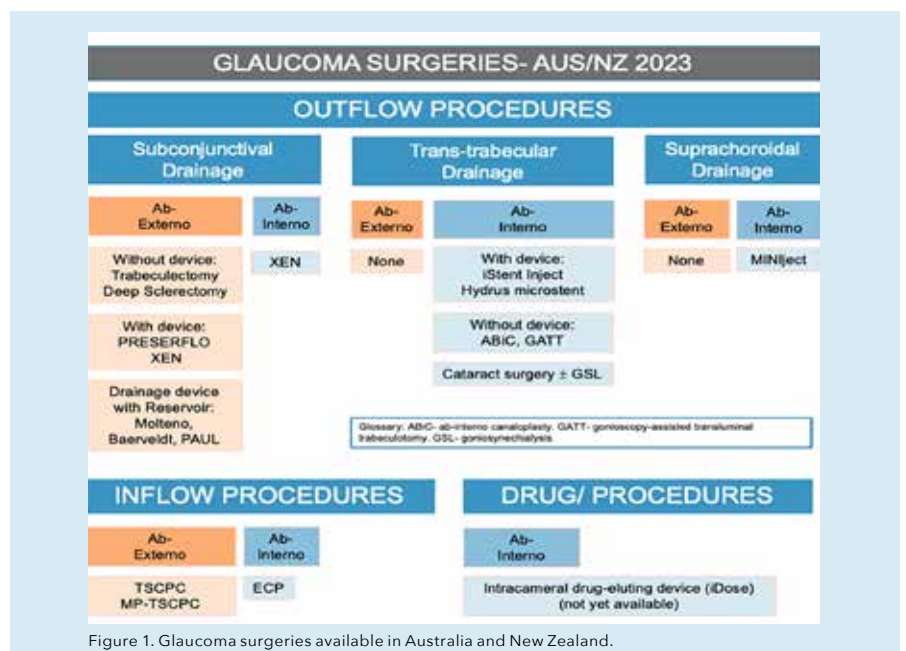 GLAUCOMA SURGERIES- AUS/NZ 2023
OUTFLOW PROCEDURES
Subconjunctival
Drainage
Ab-
Externo
Ab-
Interno
Without device:
Trabeculectomy
Deep Sclerectomy
XEN
With device:
PRESERFLO
XEN
Drainage device
with Reservoir:
Molteno,
Baerveldt, PAUL
Trans-trabecular
Drainage
Ab-
Externo
Ab-
Interno
None
With device:
iStent Inject
Hydrus microstent
Without device:
ABiC, GATT
Cataract surgery ± GSL
Suprachoroidal
Drainage
Ab-
Externo
Ab-
Interno
None
MINIject
Glossary: ABiC- ab-interno canaloplasty. GATT- gonioscopy-assisted transluminal
trabeculotomy. GSL- goniosynechialysis
INFLOW PROCEDURES
Ab-
Externo
Ab-
Interno
TSCPC
MP-TSCPC
ECP
DRUG/ PROCEDURES
Ab-
Interno
Intracameral drug-eluting device (iDose)
(not yet available)
Figure 1. Glaucoma surgeries available in Australia and New Zealand.